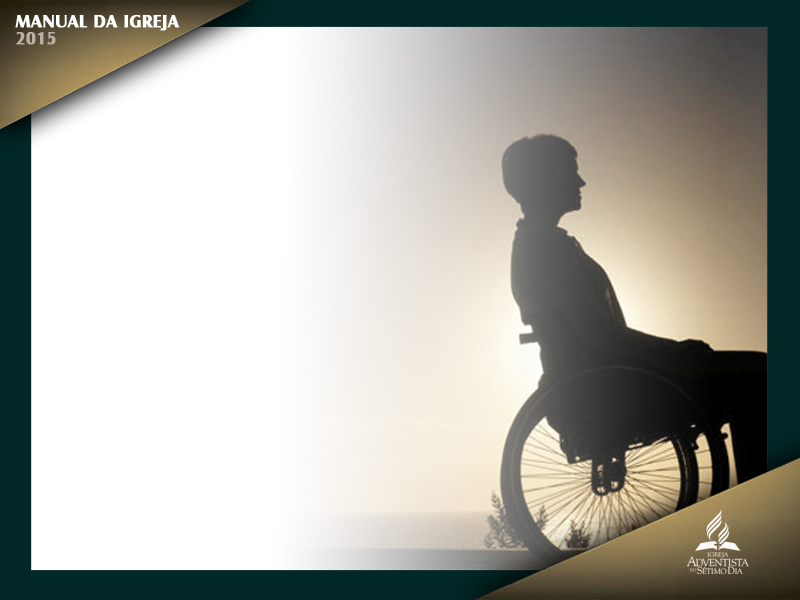 MANUAL DA IGREJA
2015
IGREJA
ADVENTISTA
DO SÉTIMO DIA